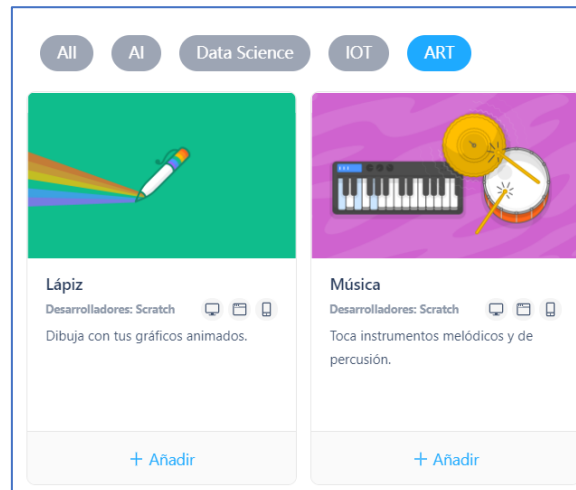 All
AI
Data Science
IOT
ART
Lápiz
Desarrolladores: Scratch
Dibuja con tus gráficos animados.
+ Añadir
Música
Desarrolladores: Scratch
Toca instrumentos melódicos y de
percusión.
+ Añadir